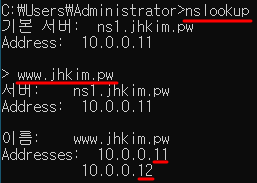 C:\Users\Administrator>nslookup
기본 서버:  ns1.jhkim.pw
Address:  10.0.0.11

> www.jhkim.pw
서버:    ns1.jhkim.pw
Address:  10.0.0.11

이름:    www.jhkim.pw
Addresses:  10.0.0.11
          10.0.0.12